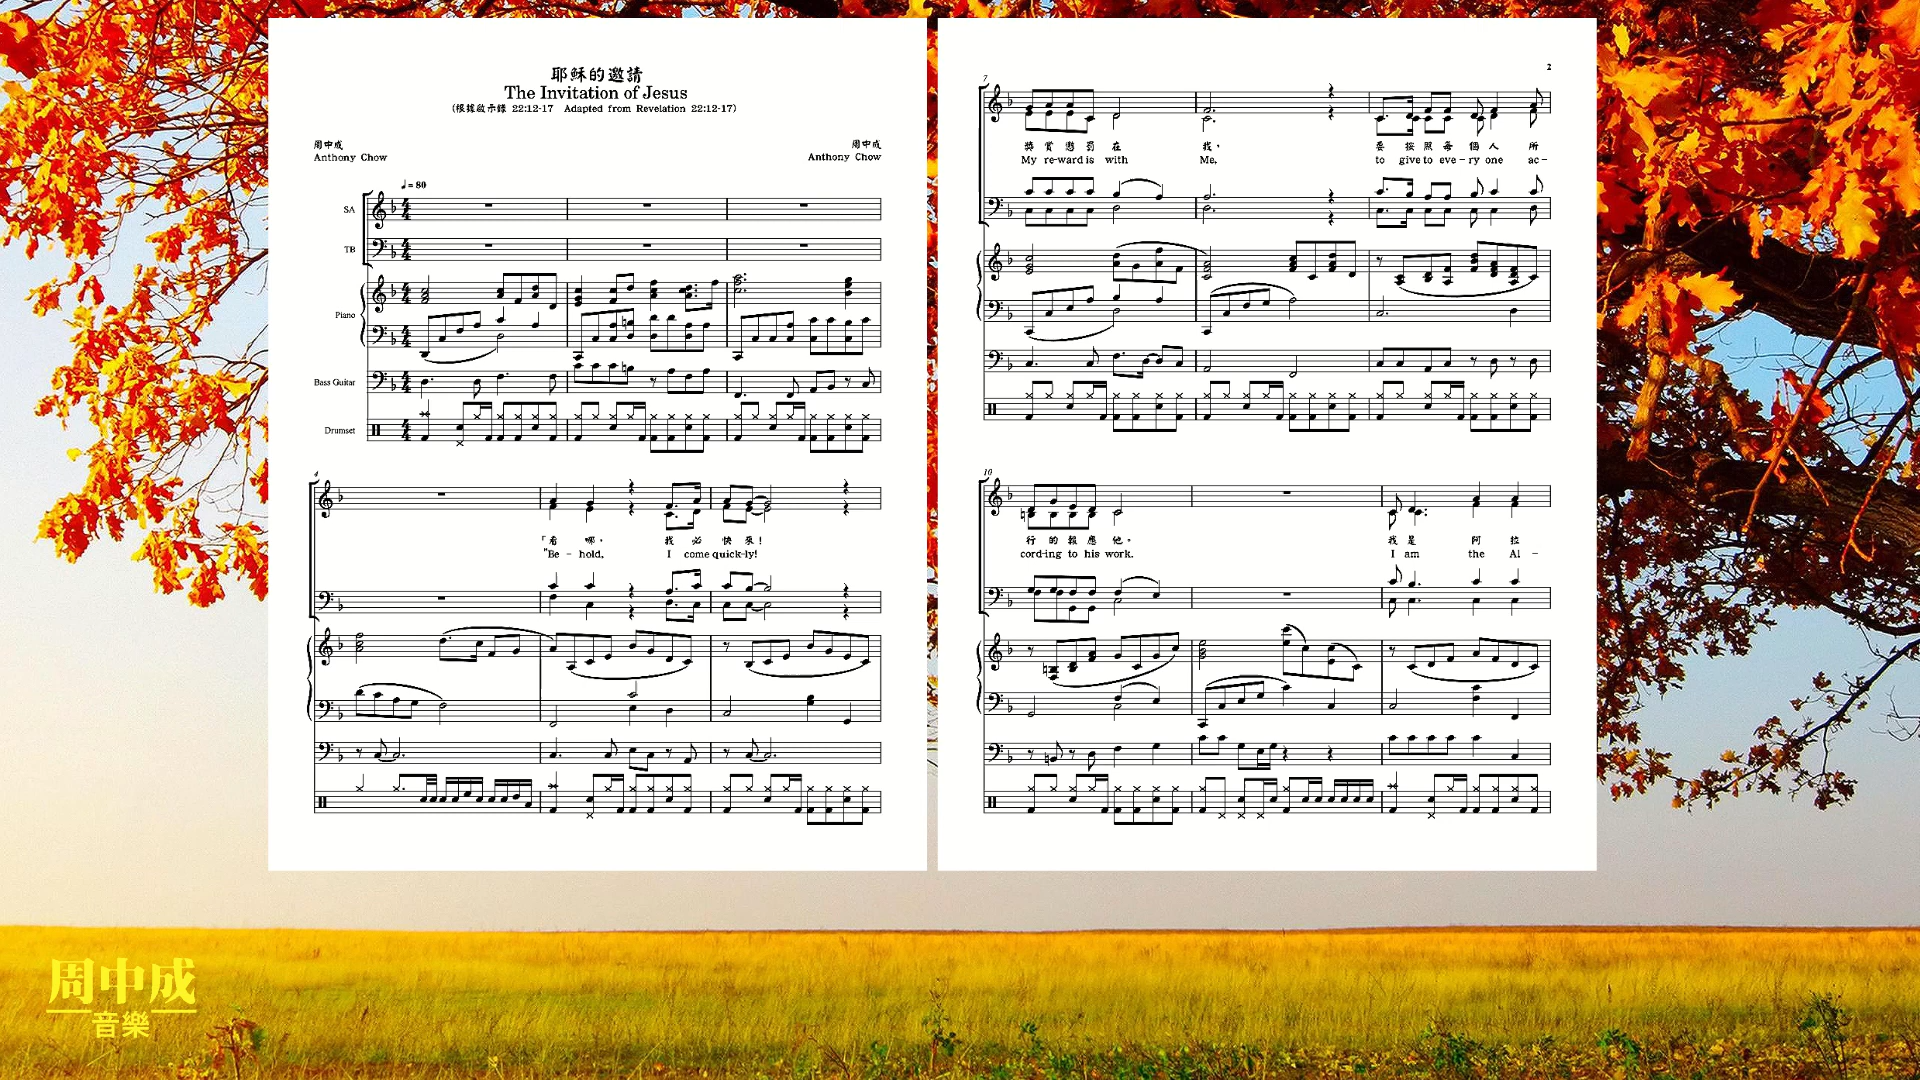 耶穌的邀請
The Invitation of Jesus
(根據啟示錄 22:12-17 Adapted from Revelation 22:12-17)
周中成
Anthony Chow
周中成
Anthony Chow
♩= 80
SA
TB
Piano
Bass Guitar
Drumset
4
「看 哪， 我 必 快 來！
"Be - hold, I come quick-ly!
2
7
獎 賞 懲 罰 在 我， 要 按 照 每 個 人 所
My re-ward is with Me, to give to eve-ry one ac-
10
行 的 報 應 他。 我 是 阿 拉
cord-ing to his work. I am the Al -
周中成
音樂